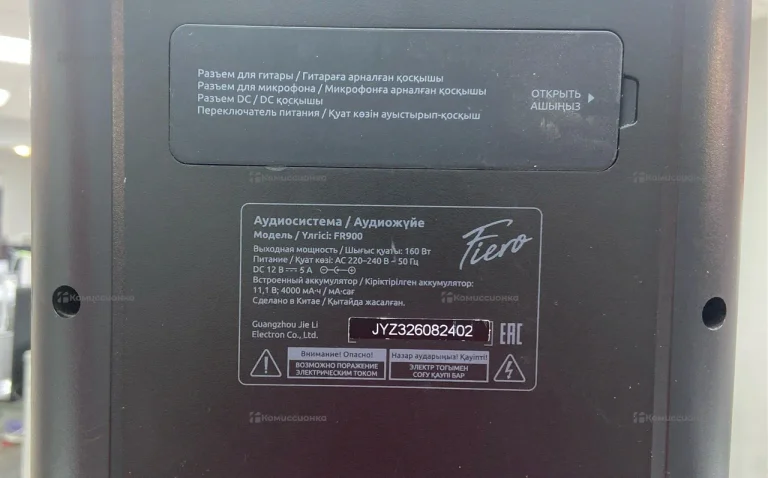 Разъем для гитары / Гитараға арналған қосқышы
Разъем для микрофона / Микрофонға арналған қосқышы
Разъем DC / DC қосқышы
Переключатель питания / Қуат көзін ауыстырып-қосқыш
ОТКРЫТЬ
АШЫҢЫЗ
Комиссионка
Комиссионка
Аудиосистема / Аудиожүйе
Модель / Үлгісі: FR900
Fiero
Выходная мощность / Шығыс қуаты: 160 Вт
Питание / Қуат көзі: AC 220–240 В ~ 50 Гц
DC 12 В 5 А
Встроенный аккумулятор / Кіріктірілген аккумулятор:
11,1 В; 4000 мА·ч / мА·сағ
Сделано в Китае / Қытайда жасалған.
Комиссионка
Комиссионка
Guangzhou Jie Li
Electron Co., Ltd.
JYZ326082402
EAC
Внимание! Опасно!
ВОЗМОЖНО ПОРАЖЕНИЕ
ЭЛЕКТРИЧЕСКИМ ТОКОМ
Назар аударыңыз! Қауіпті!
ЭЛЕКТР ТОГЫМЕН
СОҒУ ҚАУПІ БАР
Комиссионка
Комиссионка